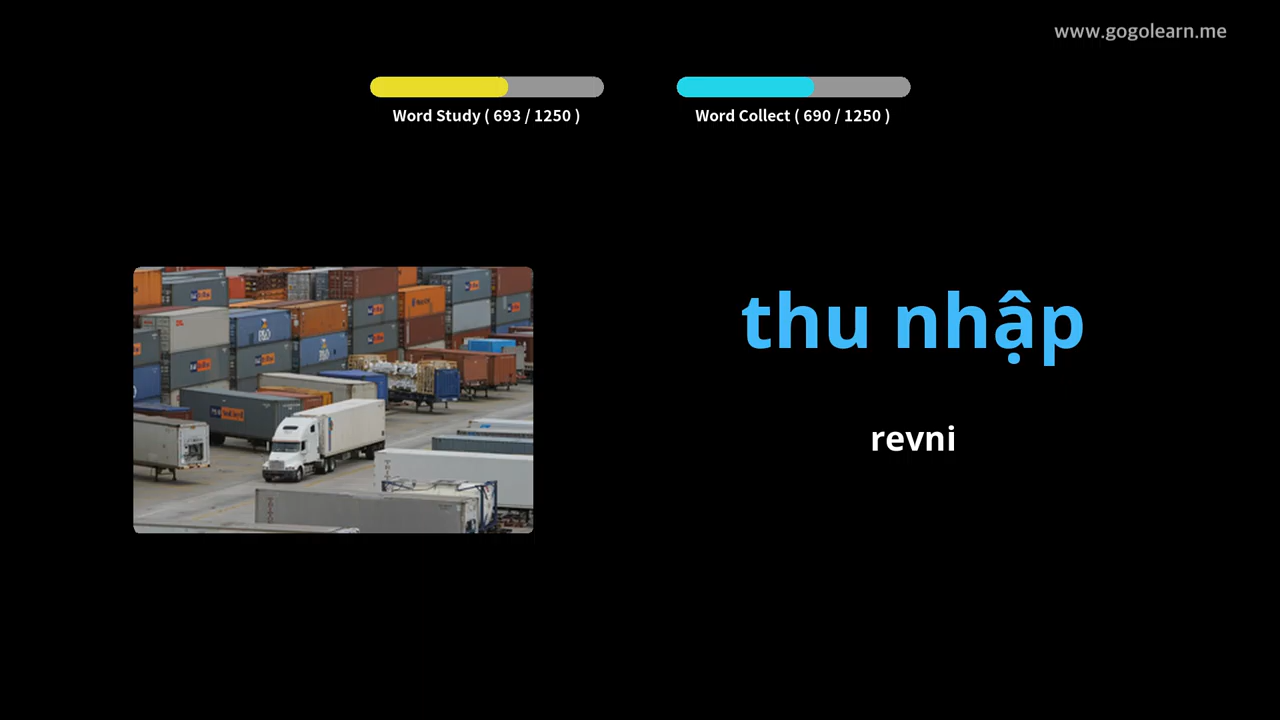 www.gogolearn.me
Word Study ( 693 / 1250 )
Word Collect ( 690 / 1250 )
thu nhập
revni
P&O
P&O